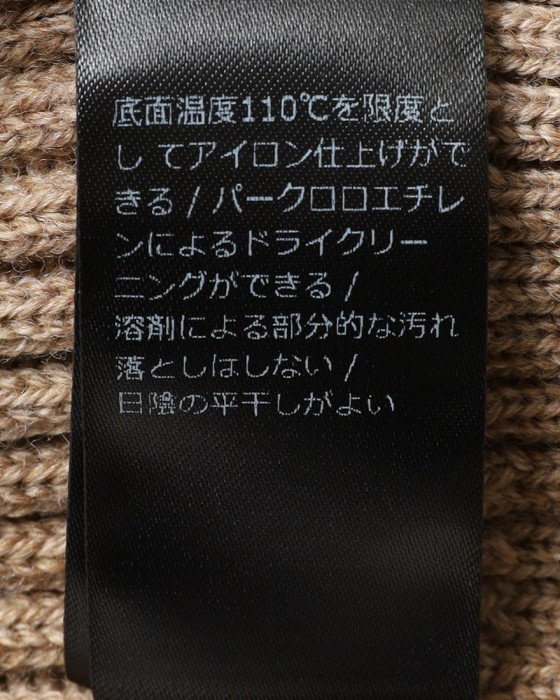 底面温度110℃を限度と
し てアイロン仕上げがで
きる / パークロロエチレ
ンによるドライクリー
ニングができる /
溶剤による部分的な汚れ
落としはしない /
日陰の平干しがよい